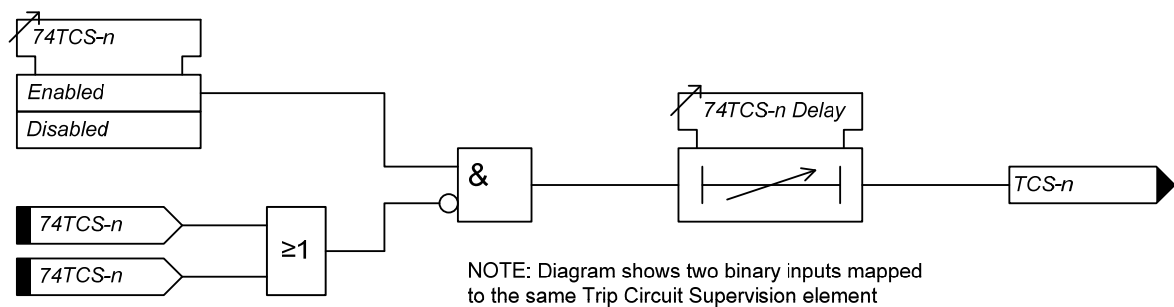 74TCS-n
Enabled
Disabled
74TCS-n Delay
&
TCS-n
74TCS-n
≥1
74TCS-n
NOTE: Diagram shows two binary inputs mapped
to the same Trip Circuit Supervision element